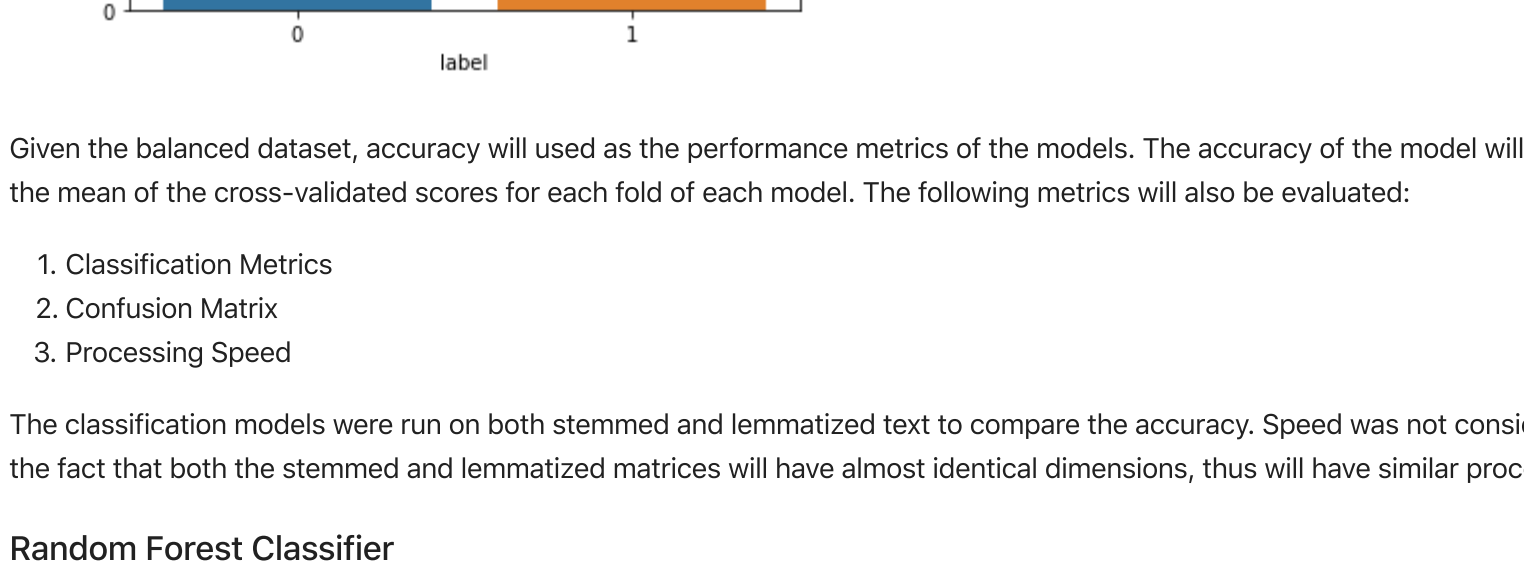 0
0 1
label
Given the balanced dataset, accuracy will used as the performance metrics of the models. The accuracy of the model will
the mean of the cross-validated scores for each fold of each model. The following metrics will also be evaluated:
1. Classification Metrics
2. Confusion Matrix
3. Processing Speed
The classification models were run on both stemmed and lemmatized text to compare the accuracy. Speed was not
the fact that both the stemmed and lemmatized matrices will have almost identical dimensions, thus will have similar
Random Forest Classifier